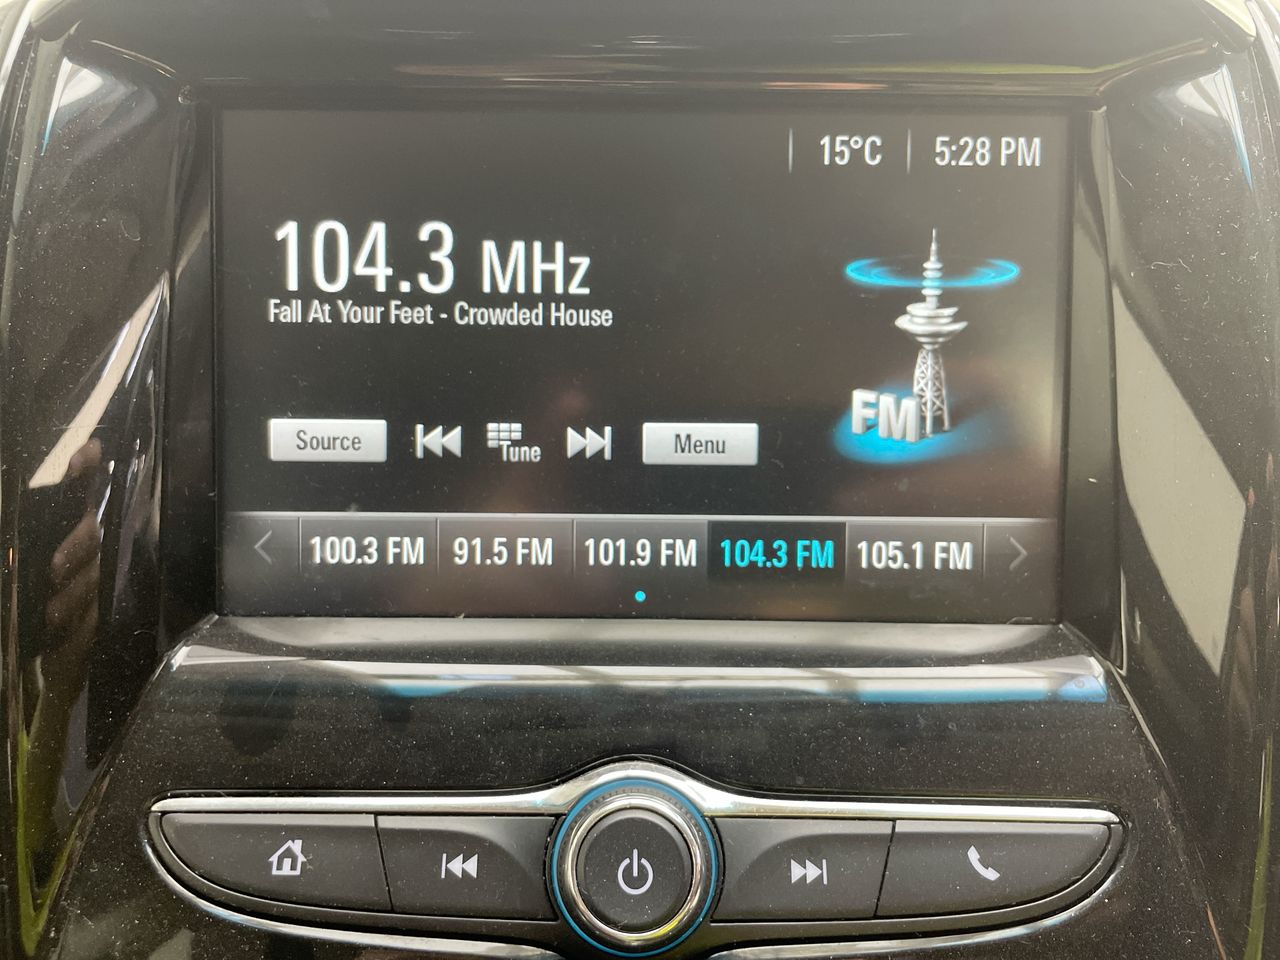 15°C 5:28 PM
104.3 MHz
Fall At Your Feet - Crowded House
Source Tune Menu
FM
100.3 FM 91.5 FM 101.9 FM 104.3 FM 105.1 FM